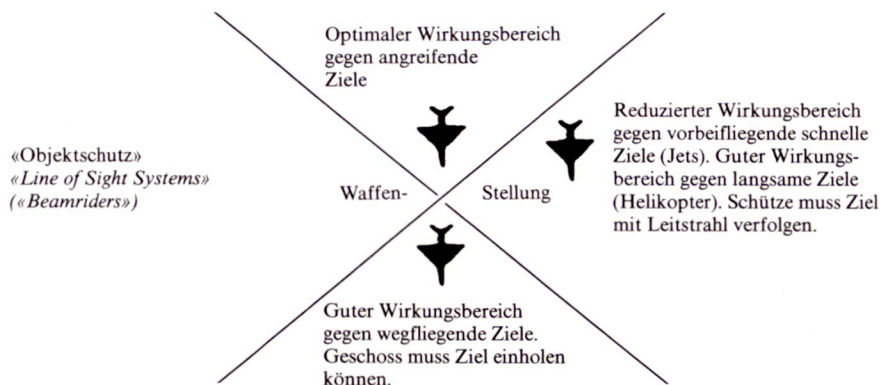 Optimaler Wirkungsbereich
gegen angreifende
Ziele
«Objektschutz»
«Line of Sight Systems»
(«Beamriders»)
Waffen- Stellung
Reduzierter Wirkungsbereich
gegen vorbeifliegende schnelle
Ziele (Jets). Guter Wirkungs-
bereich gegen langsame Ziele
(Helikopter). Schütze muss Ziel
mit Leitstrahl verfolgen.
Guter Wirkungsbereich
gegen wegfliegende Ziele.
Geschoss muss Ziel einholen
können.